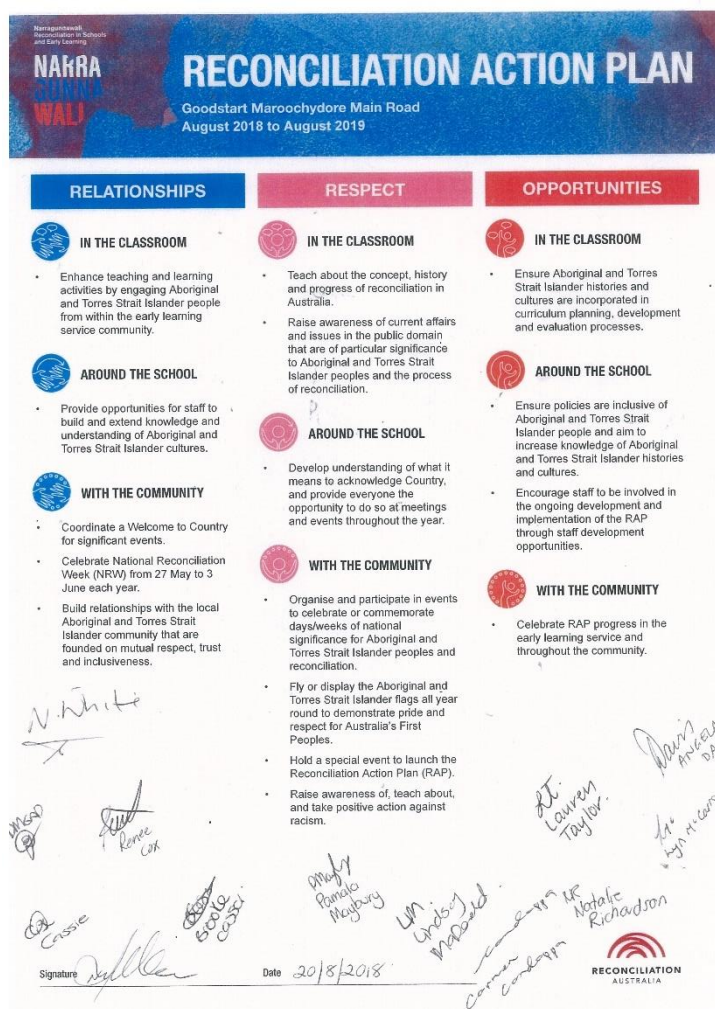 Narragunnawali
Reconciliation in Schools
and Early Learning
NARRA
GUNNA
WALI
RECONCILIATION ACTION PLAN
Goodstart Maroochydore Main Road
August 2018 to August 2019
RELATIONSHIPS
IN THE CLASSROOM
• Enhance teaching and learning
activities by engaging Aboriginal
and Torres Strait Islander people
from within the early learning
service community.
AROUND THE SCHOOL
• Provide opportunities for staff to
build and extend knowledge and
understanding of Aboriginal and
Torres Strait Islander cultures.
WITH THE COMMUNITY
• Coordinate a Welcome to Country
for significant events.
• Celebrate National Reconciliation
Week (NRW) from 27 May to 3
June each year.
• Build relationships with the local
Aboriginal and Torres Strait
Islander community that are
founded on mutual respect, trust
and inclusiveness.
RESPECT
IN THE CLASSROOM
• Teach about the concept, history
and progress of reconciliation in
Australia.
• Raise awareness of current affairs
and issues in the public domain
that are of particular significance
to Aboriginal and Torres Strait
Islander peoples and the process
of reconciliation.
AROUND THE SCHOOL
• Develop understanding of what it
means to acknowledge Country,
and provide everyone the
opportunity to do so at meetings
and events throughout the year.
WITH THE COMMUNITY
• Organise and participate in events
to celebrate or commemorate
days/weeks of national
significance for Aboriginal and
Torres Strait Islander peoples and
reconciliation.
• Fly or display the Aboriginal and
Torres Strait Islander flags all year
round to demonstrate pride and
respect for Australia's First
Peoples.
• Hold a special event to launch the
Reconciliation Action Plan (RAP).
• Raise awareness of, teach about,
and take positive action against
racism.
OPPORTUNITIES
IN THE CLASSROOM
• Ensure Aboriginal and Torres
Strait Islander histories and
cultures are incorporated in
curriculum planning, development
and evaluation processes.
AROUND THE SCHOOL
• Ensure policies are inclusive of
Aboriginal and Torres Strait
Islander people and aim to
increase knowledge of Aboriginal
and Torres Strait Islander histories
and cultures.
• Encourage staff to be involved in
the ongoing development and
implementation of the RAP
through staff development
opportunities.
WITH THE COMMUNITY
• Celebrate RAP progress in the
early learning service and
throughout the community.
N. White
Renee
Cox
Cassie
Pamala
Maybury
LM
Lindsey
Lauren
Taylor.
Davis
NR
Natalie
Richardson
Carmen
Signature
Date 20/8/2018
RECONCILIATION
AUSTRALIA